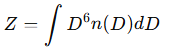 Z = ∫ D⁶n(D)dD